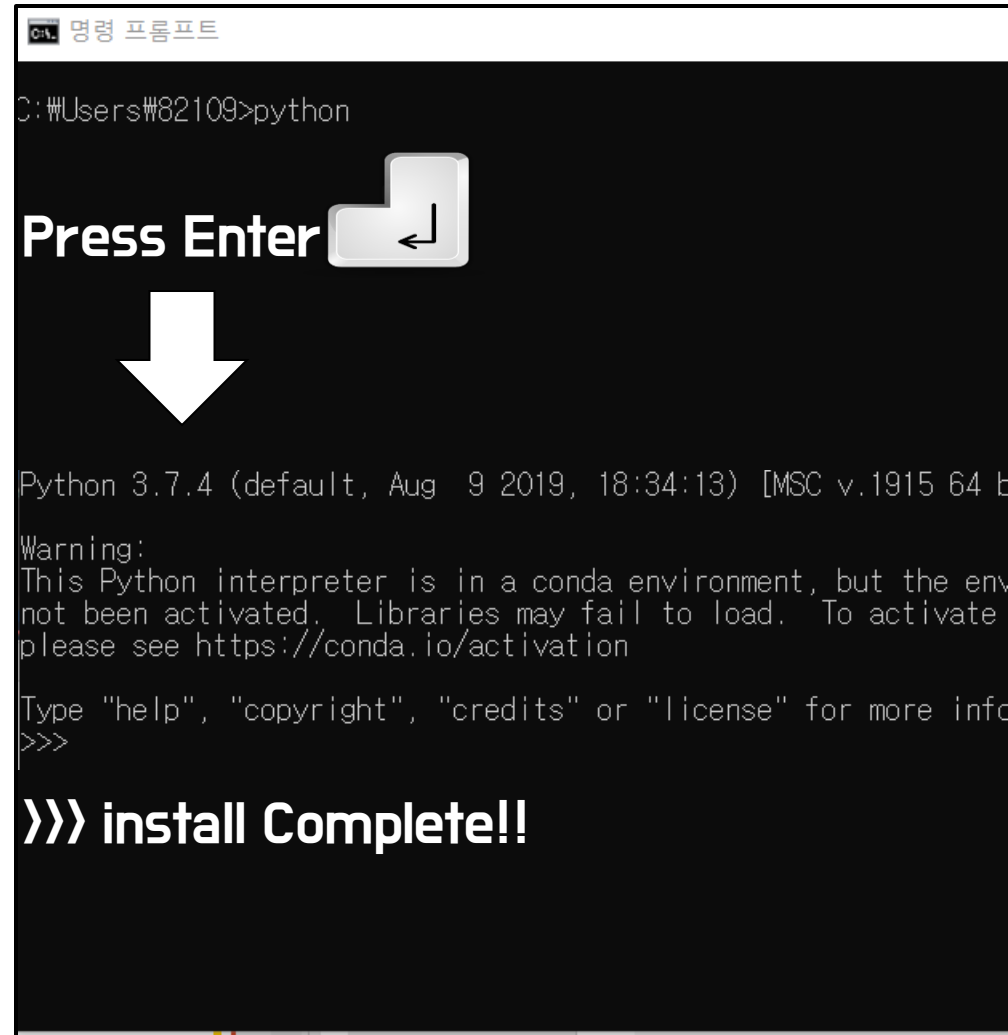 명령 프롬프트
C:₩Users₩82109>python
Press Enter
Python 3.7.4 (default, Aug  9 2019, 18:34:13) [MSC v.1915 64 b
Warning:
This Python interpreter is in a conda environment, but the env
not been activated.  Libraries may fail to load.  To activate
please see https://conda.io/activation
Type "help", "copyright", "credits" or "license" for more info
>>>
>>> install Complete!!